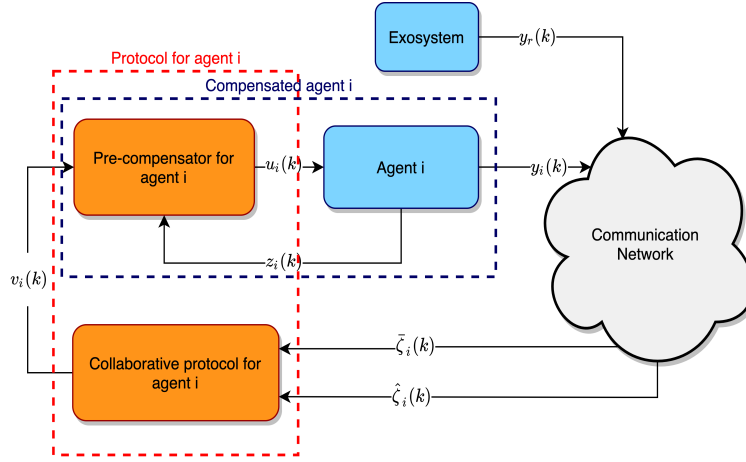 Exosystem
y_r(k)
Protocol for agent i
Compensated agent i
Pre-compensator for
agent i
u_i(k)
Agent i
y_i(k)
Communication
Network
z_i(k)
v_i(k)
ζ̄_i(k)
Collaborative protocol for
agent i
ζ̂_i(k)